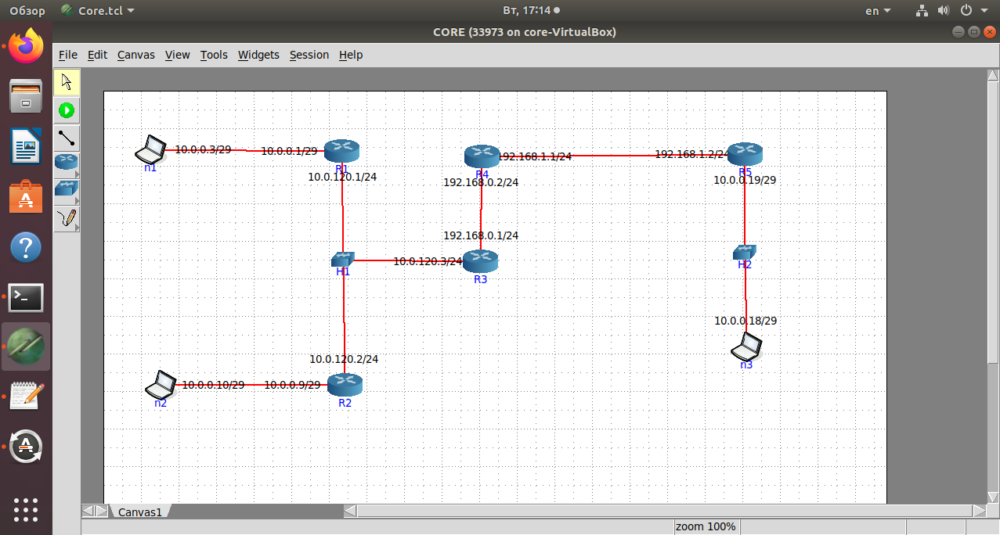 Обзор Core.tcl Вт, 17:14 en
CORE (33973 on core-VirtualBox)
File Edit Canvas View Tools Widgets Session Help
10.0.0.3/29 10.0.0.1/29
n1
R1
10.0.120.1/24
192.168.1.1/24 192.168.1.2/24
R4
192.168.0.2/24
R5
10.0.0.19/29
192.168.0.1/24
H1
10.0.120.3/24
R3
H2
10.0.0.18/29
n3
10.0.120.2/24
10.0.0.10/29 10.0.0.9/29
n2
R2
Canvas1
zoom 100%